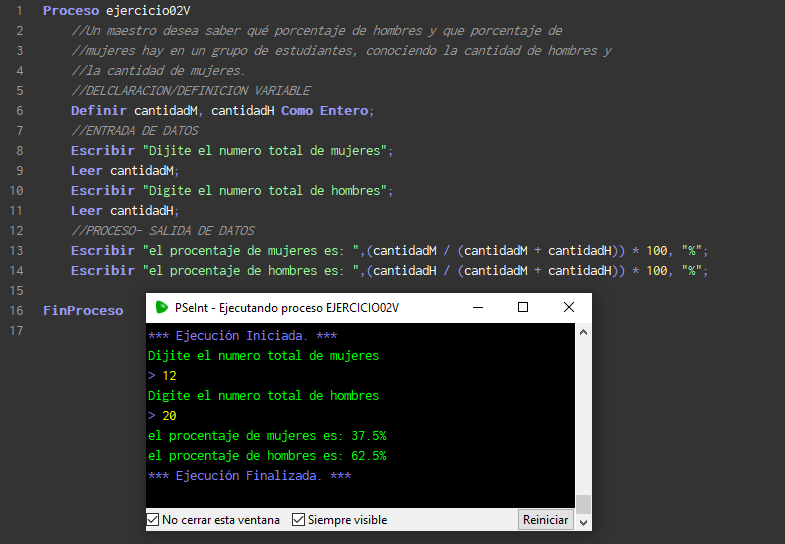 1 Proceso ejercicio02V
2 //Un maestro desea saber qué porcentaje de hombres y que porcentaje de
3 //mujeres hay en un grupo de estudiantes, conociendo la cantidad de hombres y
4 //la cantidad de mujeres.
5 //DELCLARACION/DEFINICION VARIABLE
6 Definir cantidadM, cantidadH Como Entero;
7 //ENTRADA DE DATOS
8 Escribir "Dijite el numero total de mujeres";
9 Leer cantidadM;
10 Escribir "Digite el numero total de hombres";
11 Leer cantidadH;
12 //PROCESO- SALIDA DE DATOS
13 Escribir "el procentaje de mujeres es: ",(cantidadM / (cantidadM + cantidadH)) * 100, "%";
14 Escribir "el procentaje de hombres es: ",(cantidadH / (cantidadM + cantidadH)) * 100, "%";
15
16 FinProceso
17
PSeInt - Ejecutando proceso EJERCICIO02V
*** Ejecución Iniciada. ***
Dijite el numero total de mujeres
> 12
Digite el numero total de hombres
> 20
el procentaje de mujeres es: 37.5%
el procentaje de hombres es: 62.5%
*** Ejecución Finalizada. ***
No cerrar esta ventana Siempre visible Reiniciar